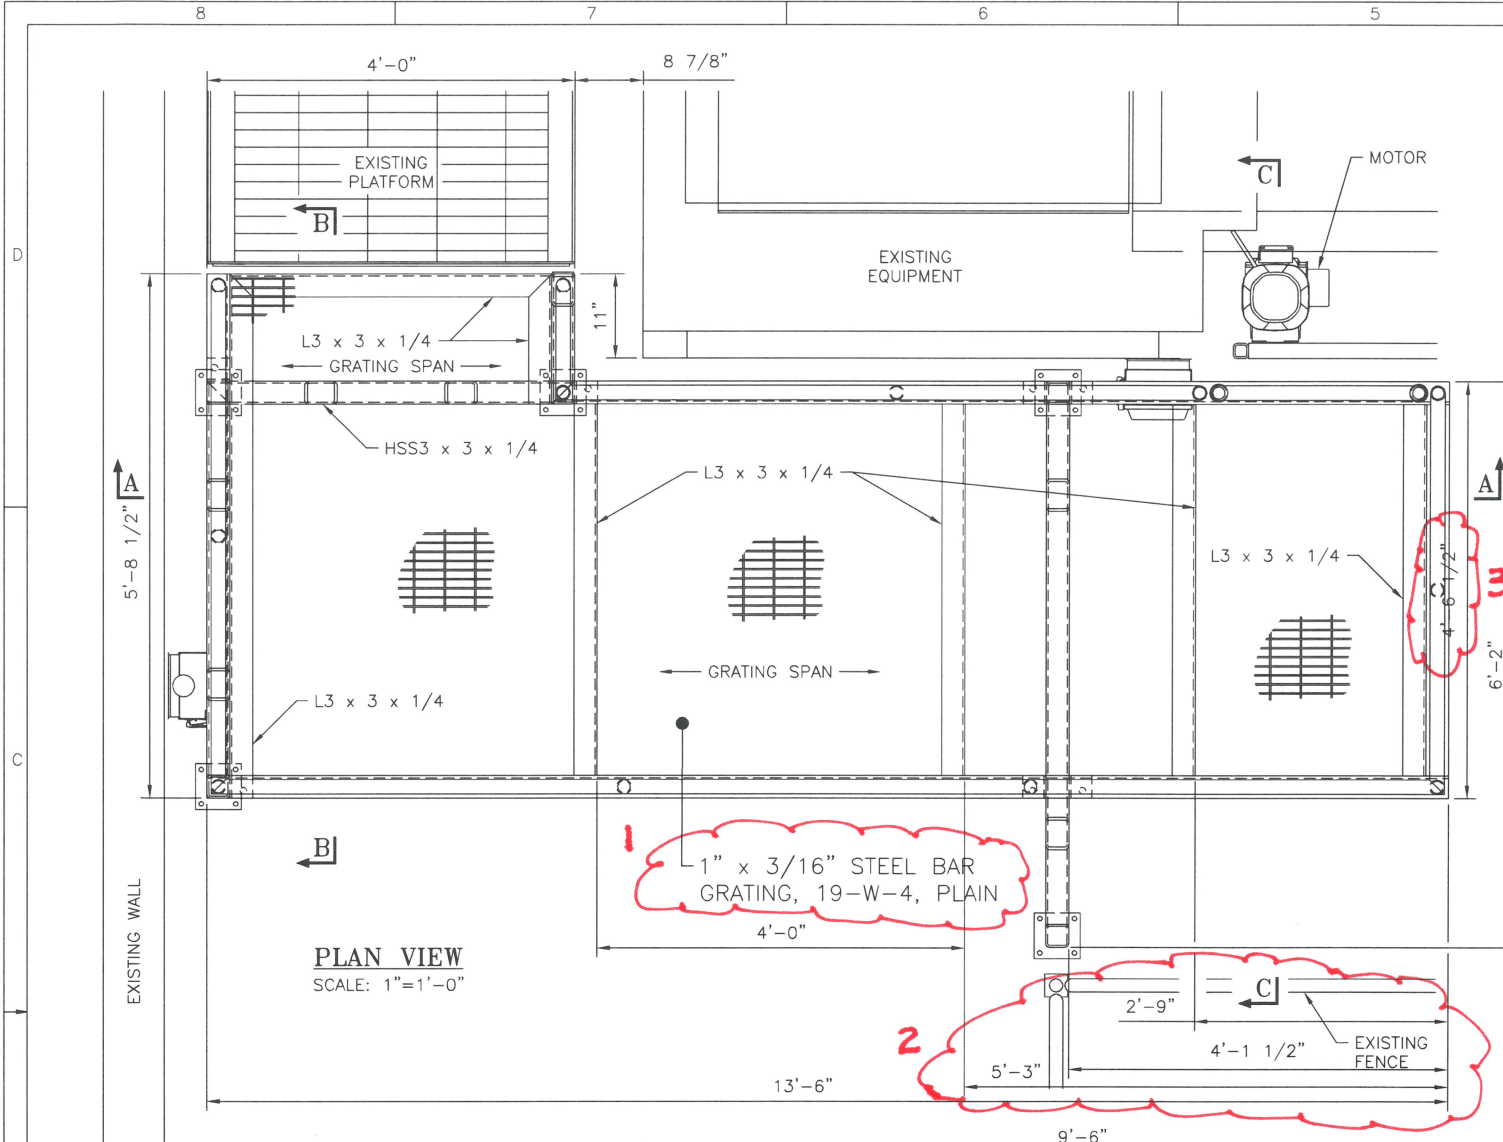 8 7 6 5
4'-0" 8 7/8"
EXISTING
PLATFORM
B
C
MOTOR
D
EXISTING
EQUIPMENT
11"
L3 x 3 x 1/4
GRATING SPAN
HSS3 x 3 x 1/4
A
L3 x 3 x 1/4
A
5'-8 1/2"
L3 x 3 x 1/4
4' 6 1/2"
3
6'-2"
GRATING SPAN
L3 x 3 x 1/4
C
1
B
1" x 3/16" STEEL BAR
GRATING, 19-W-4, PLAIN
EXISTING WALL
4'-0"
PLAN VIEW
SCALE: 1"=1'-0"
C
2'-9"
2
EXISTING
FENCE
4'-1 1/2"
5'-3"
13'-6"
9'-6"